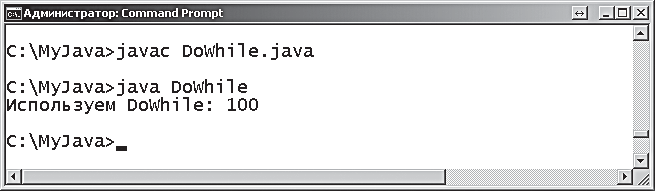 Администратор: Command Prompt
C:\MyJava>javac DoWhile.java
C:\MyJava>java DoWhile
Используем DoWhile: 100
C:\MyJava>